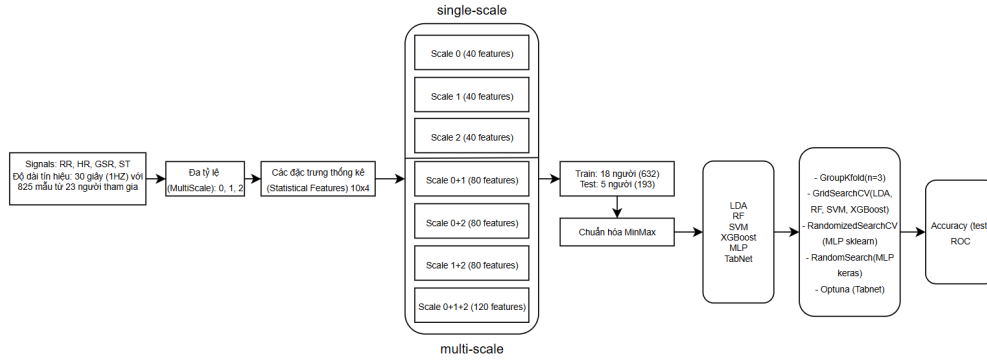 single-scale
Scale 0 (40 features)
Scale 1 (40 features)
Scale 2 (40 features)
Signals: RR, HR, GSR, ST
Độ dài tín hiệu: 30 giây (1HZ) với
825 mẫu từ 23 người tham gia
Đa tỷ lệ
(MultiScale): 0, 1, 2
Các đặc trưng thống kê
(Statistical Features) 10x4
Scale 0+1 (80 features)
Scale 0+2 (80 features)
Scale 1+2 (80 features)
Scale 0+1+2 (120 features)
multi-scale
Train: 18 người (632)
Test: 5 người (193)
Chuẩn hóa MinMax
LDA
RF
SVM
XGBoost
MLP
TabNet
- GroupKfold(n=3)
- GridSearchCV(LDA,
RF, SVM, XGBoost)
- RandomizedSearchCV
(MLP sklearn)
- RandomSearch(MLP
keras)
- Optuna (Tabnet)
Accuracy (test
ROC